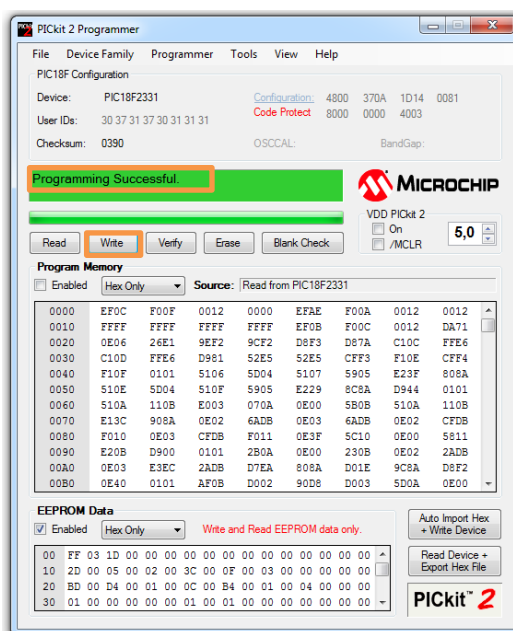 PICkit 2 Programmer
File Device Family Programmer Tools View Help
PIC18F Configuration
Device: PIC18F2331 Configuration: 4800 370A 1D14 0081
User IDs: 30 37 31 37 30 31 31 31 Code Protect 8000 0000 4003
Checksum: 0390 OSCCAL: BandGap:
Programming Successful.
MICROCHIP
VDD PICkit 2
On
/MCLR
5,0
Read Write Verify Erase Blank Check
Program Memory
Enabled Hex Only Source: Read from PIC18F2331
0000 EF0C F00F 0012 0000 EFAE F00A 0012 0012
0010 FFFF FFFF FFFF FFFF EF0B F00C 0012 DA71
0020 0E06 26E1 9EF2 9CF2 D8F3 D87A C10C FFE6
0030 C10D FFE6 D981 52E5 52E5 CFF3 F10E CFF4
0040 F10F 0101 5106 5D04 5107 5905 E23F 808A
0050 510E 5D04 510F 5905 E229 8C8A D944 0101
0060 510A 110B E003 070A 0E00 5B0B 510A 110B
0070 E13C 908A 0E02 6ADB 0E03 6ADB 0E02 CFDB
0080 F010 0E03 CFDB F011 0E3F 5C10 0E00 5811
0090 E20B D900 0101 2B0A 0E00 230B 0E02 2ADB
00A0 0E03 E3EC 2ADB D7EA 808A D01E 9C8A D8F2
00B0 0E40 0101 AF0B D002 90D8 D003 5D0A 0E00
EEPROM Data
Enabled Hex Only Write and Read EEPROM data only.
00 FF 03 1D 00 00 00 00 00 00 00 00 00 00 00 00 00
10 2D 00 05 00 02 00 3C 00 0F 00 03 00 00 00 00 00
20 BD 00 D4 00 01 00 0C 00 B4 00 01 00 04 00 00 00
30 01 00 00 00 00 00 01 00 01 00 00 00 00 00 00 00
Auto Import Hex
+ Write Device
Read Device +
Export Hex File
PICkit™ 2